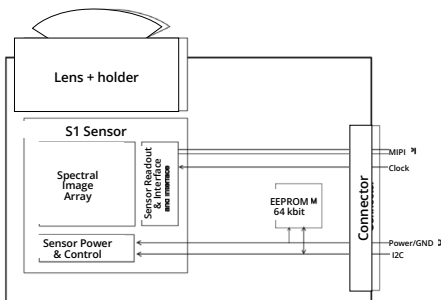 Lens + holder
S1 Sensor
Spectral
Image
Array
Sensor Readout
& Interface
Sensor Power
& Control
EEPROM
64 kbit
Connector
MIPI
Clock
Power/GND
I2C